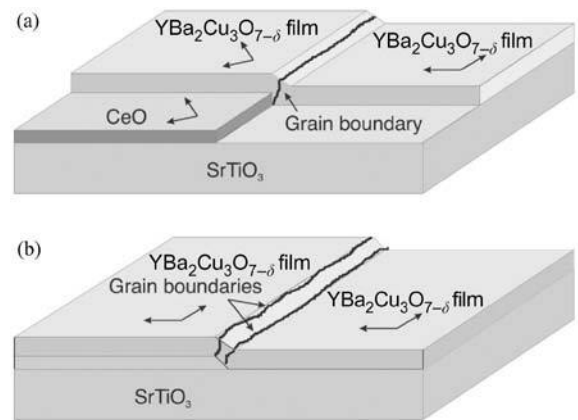 (a)
YBa₂Cu₃O₇₋δ film
YBa₂Cu₃O₇₋δ film
CeO
Grain boundary
SrTiO₃
(b)
YBa₂Cu₃O₇₋δ film
Grain boundaries
YBa₂Cu₃O₇₋δ film
SrTiO₃